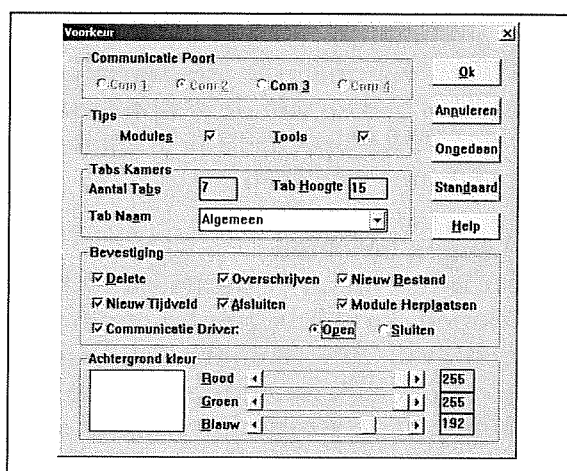 Voorkeur
Communicatie Poort
Com 1 Com 2 Com 3 Com 4
Ok
Annuleren
Ongedaan
Standaard
Help
Tips
Modules Tools
Tabs Kamers
Aantal Tabs 7 Tab Hoogte 15
Tab Naam Algemeen
Bevestiging
Delete Overschrijven Nieuw Bestand
Nieuw Tijdveld Afsluiten Module Herplaatsen
Communicatie Driver: Open Sluiten
Achtergrond kleur
Rood 255
Groen 255
Blauw 192